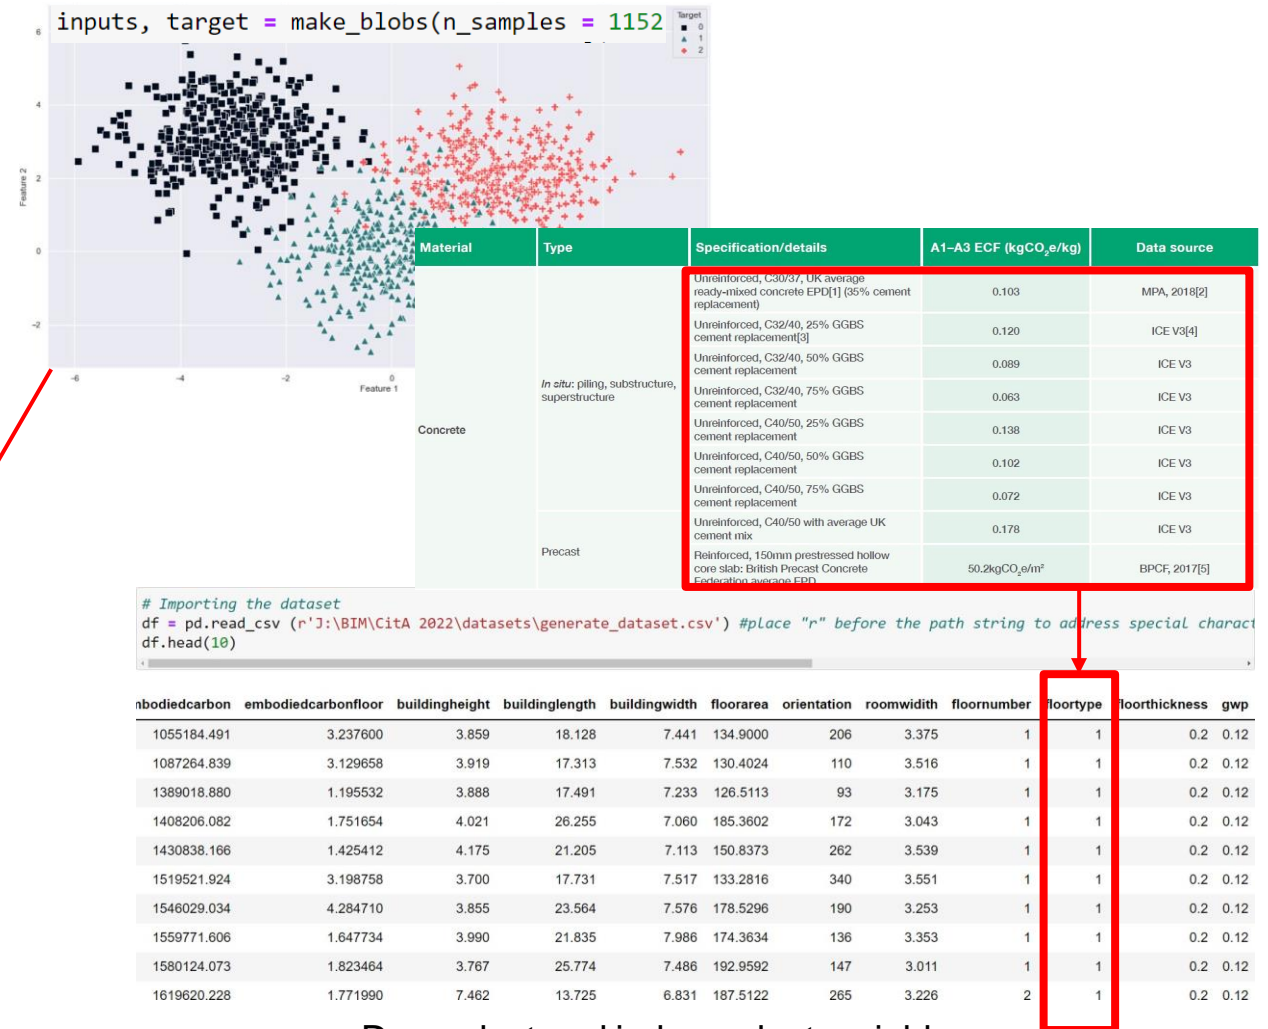 inputs, target = make_blobs(n_samples = 1152
Target
0
1
2
6
4
2
0
−2
Feature 2
−6
−4
−2
0
Feature 1
Material Type Specification/details A1–A3 ECF (kgCO2e/kg) Data source
Concrete
In situ: piling, substructure,
superstructure
Unreinforced, C30/37, UK average
ready-mixed concrete EPD[1] (35% cement
replacement)
0.103 MPA, 2018[2]
Unreinforced, C32/40, 25% GGBS
cement replacement[3]
0.120 ICE V3[4]
Unreinforced, C32/40, 50% GGBS
cement replacement
0.089 ICE V3
Unreinforced, C32/40, 75% GGBS
cement replacement
0.063 ICE V3
Unreinforced, C40/50, 25% GGBS
cement replacement
0.138 ICE V3
Unreinforced, C40/50, 50% GGBS
cement replacement
0.102 ICE V3
Unreinforced, C40/50, 75% GGBS
cement replacement
0.072 ICE V3
Precast
Unreinforced, C40/50 with average UK
cement mix
0.178 ICE V3
Reinforced, 150mm prestressed hollow
core slab: British Precast Concrete
Federation average EPD
50.2kgCO2e/m² BPCF, 2017[5]
# Importing the dataset
df = pd.read_csv (r'J:\BIM\CitA 2022\datasets\generate_dataset.csv') #place "r" before the path string to address special charact
df.head(10)
nbodiedcarbon embodiedcarbonfloor buildingheight buildinglength buildingwidth floorarea orientation roomwidith floornumber floortype floorthickness gwp
1055184.491 3.237600 3.859 18.128 7.441 134.9000 206 3.375 1 1 0.2 0.12
1087264.839 3.129658 3.919 17.313 7.532 130.4024 110 3.516 1 1 0.2 0.12
1389018.880 1.195532 3.888 17.491 7.233 126.5113 93 3.175 1 1 0.2 0.12
1408206.082 1.751654 4.021 26.255 7.060 185.3602 172 3.043 1 1 0.2 0.12
1430838.166 1.425412 4.175 21.205 7.113 150.8373 262 3.539 1 1 0.2 0.12
1519521.924 3.198758 3.700 17.731 7.517 133.2816 340 3.551 1 1 0.2 0.12
1546029.034 4.284710 3.855 23.564 7.576 178.5296 190 3.253 1 1 0.2 0.12
1559771.606 1.647734 3.990 21.835 7.986 174.3634 136 3.353 1 1 0.2 0.12
1580124.073 1.823464 3.767 25.774 7.486 192.9592 147 3.011 1 1 0.2 0.12
1619620.228 1.771990 7.462 13.725 6.831 187.5122 265 3.226 2 1 0.2 0.12